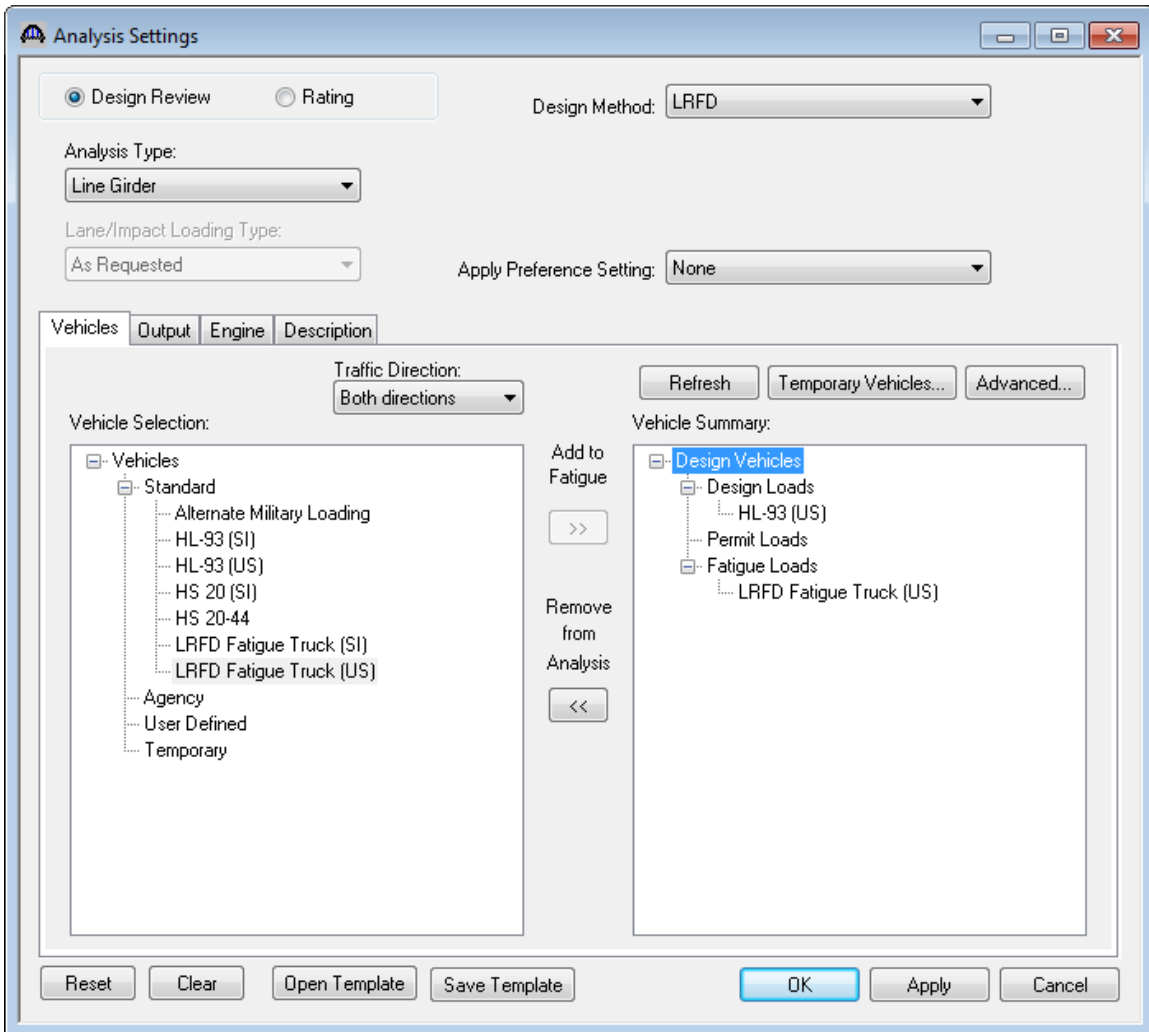 Analysis Settings
Design Review
Rating
Design Method:
LRFD
Analysis Type:
Line Girder
Lane/Impact Loading Type:
As Requested
Apply Preference Setting:
None
Vehicles
Output
Engine
Description
Traffic Direction:
Both directions
Refresh
Temporary Vehicles...
Advanced...
Vehicle Selection:
Vehicles
Standard
Alternate Military Loading
HL-93 (SI)
HL-93 (US)
HS 20 (SI)
HS 20-44
LRFD Fatigue Truck (SI)
LRFD Fatigue Truck (US)
Agency
User Defined
Temporary
Add to
Fatigue
>>
Remove
from
Analysis
<<
Vehicle Summary:
Design Vehicles
Design Loads
HL-93 (US)
Permit Loads
Fatigue Loads
LRFD Fatigue Truck (US)
Reset
Clear
Open Template
Save Template
OK
Apply
Cancel